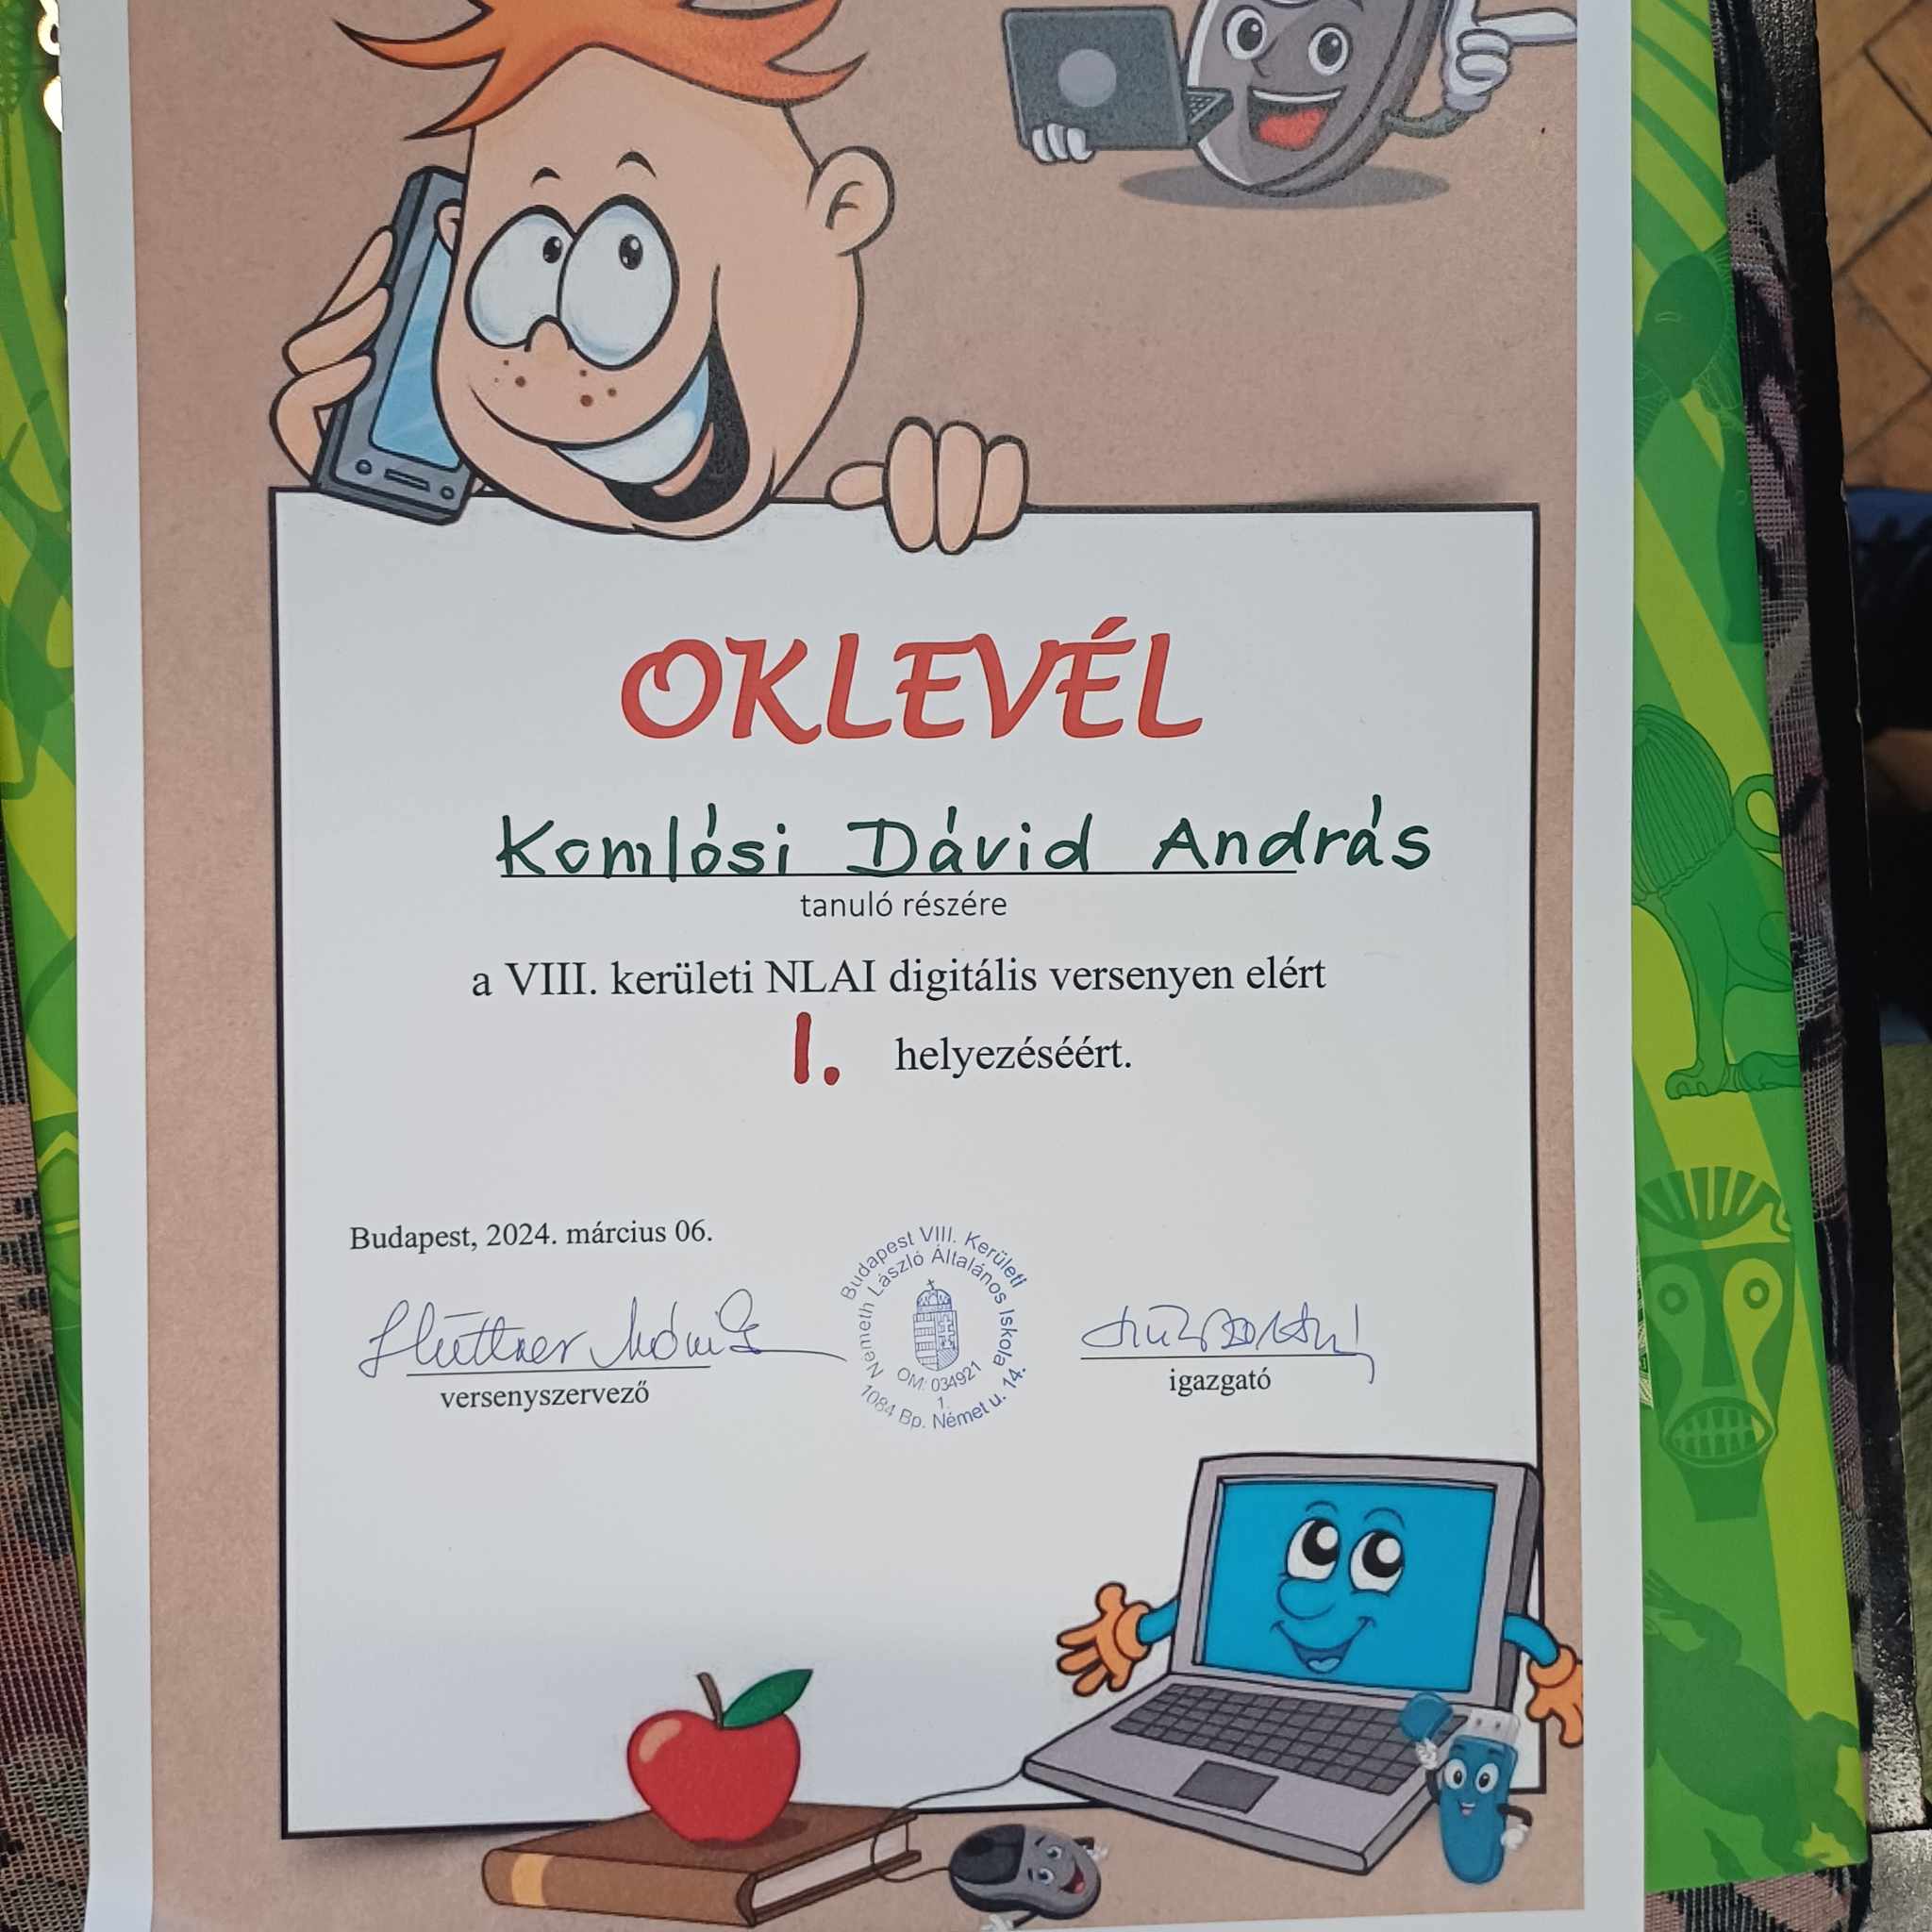 OKLEVÉL
Komlósi Dávid András
tanuló részére
a VIII. kerületi NLAI digitális versenyen elért
I. helyezéséért.
Budapest, 2024. március 06.
Hüttner
versenyszervező
Budapest VIII. Kerületi
Németh László Általános Iskola
OM: 034921
1.
1084 Bp. Német u. 14.
igazgató